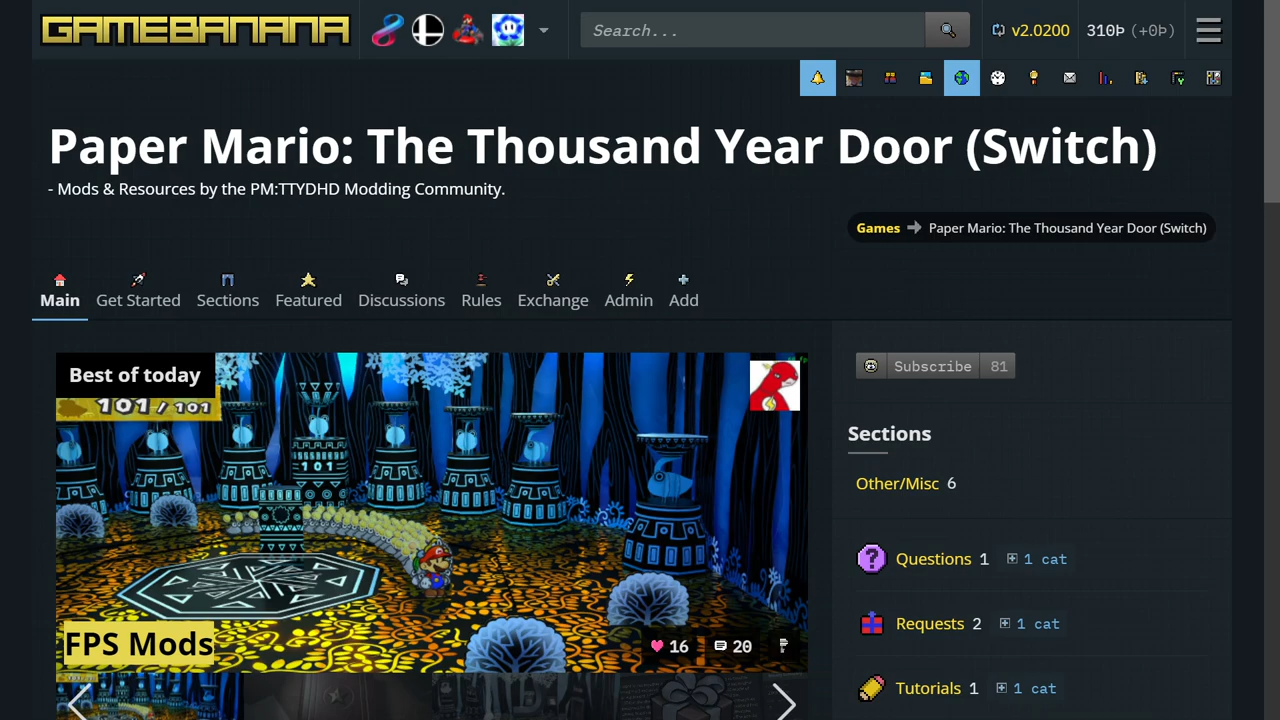 GAMEBANANA
Search...
v2.0200
310Þ (+0Þ)
Paper Mario: The Thousand Year Door (Switch)
- Mods & Resources by the PM:TTYDHD Modding Community.
Games
Paper Mario: The Thousand Year Door (Switch)
Main
Get Started
Sections
Featured
Discussions
Rules
Exchange
Admin
Add
Best of today
101/101
101
FPS Mods
16
20
Subscribe 81
Sections
Other/Misc 6
Questions 1
1 cat
Requests 2
1 cat
Tutorials 1
1 cat